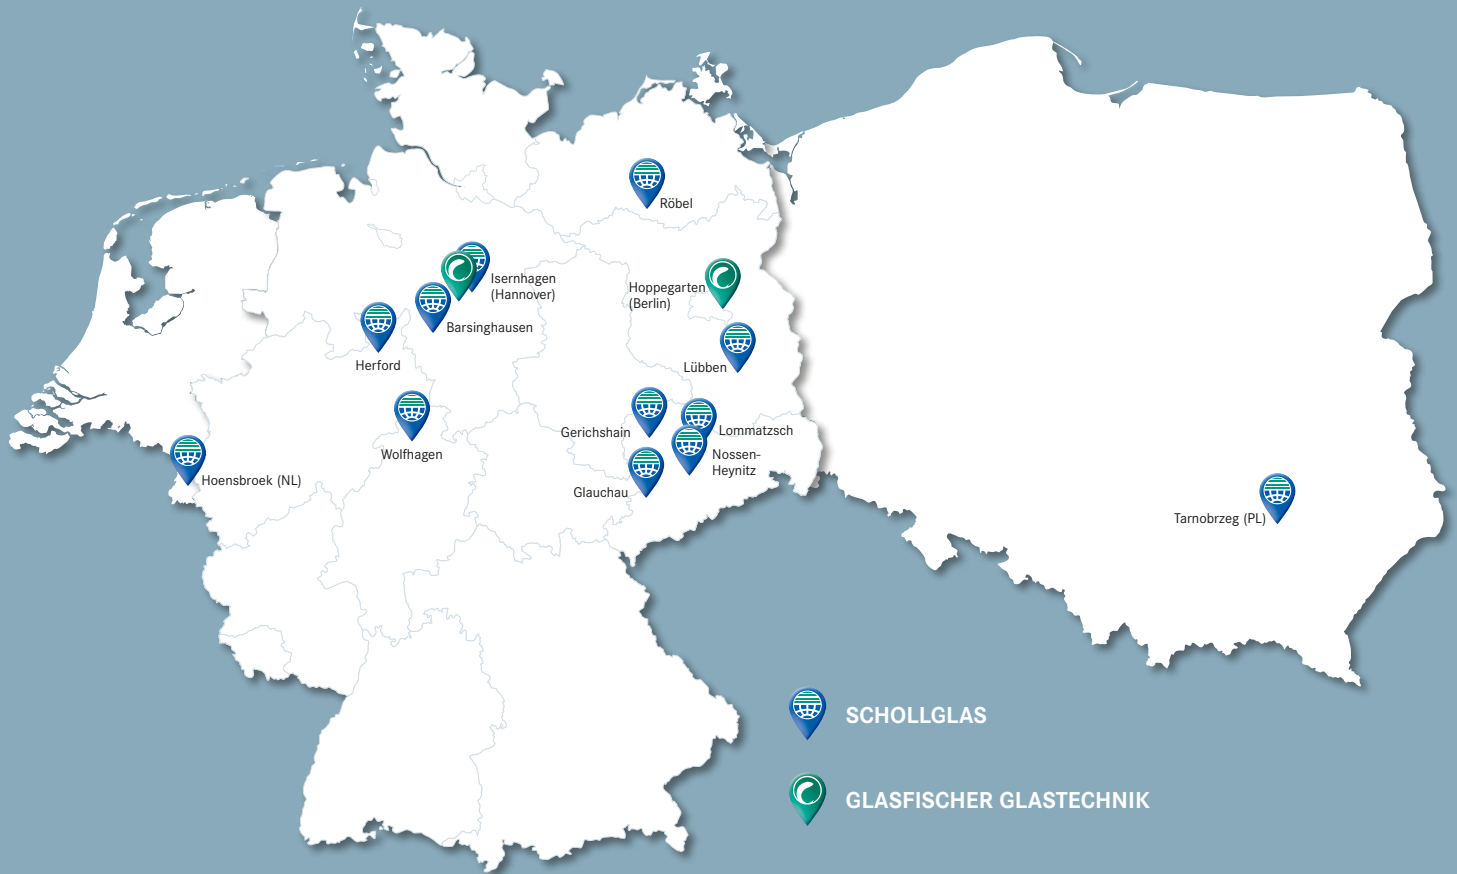 Röbel
Isernhagen
(Hannover)
Hoppegarten
(Berlin)
Barsinghausen
Herford
Lübben
Gerichshain
Lommatzsch
Wolfhagen
Nossen-
Heynitz
Hoensbroek (NL)
Glauchau
Tarnobrzeg (PL)
SCHOLLGLAS
GLASFISCHER GLASTECHNIK